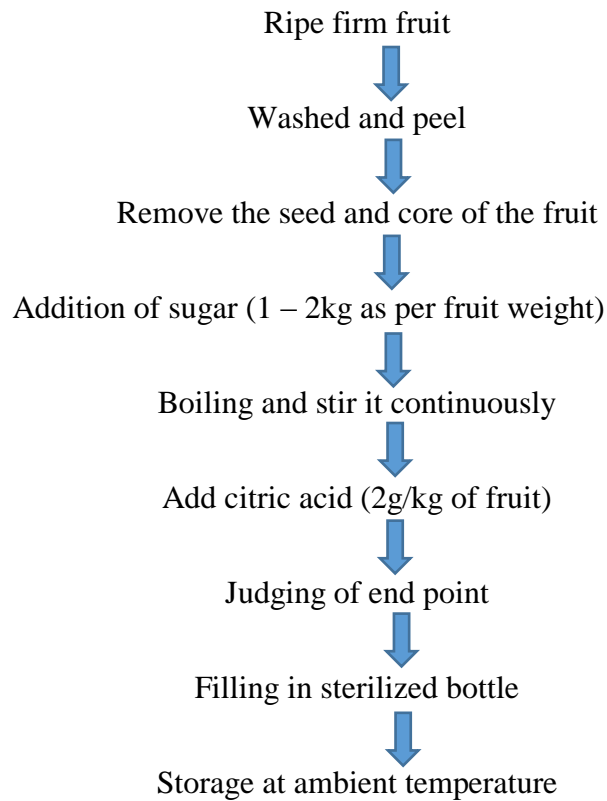 Ripe firm fruit
Washed and peel
Remove the seed and core of the fruit
Addition of sugar (1 – 2kg as per fruit weight)
Boiling and stir it continuously
Add citric acid (2g/kg of fruit)
Judging of end point
Filling in sterilized bottle
Storage at ambient temperature